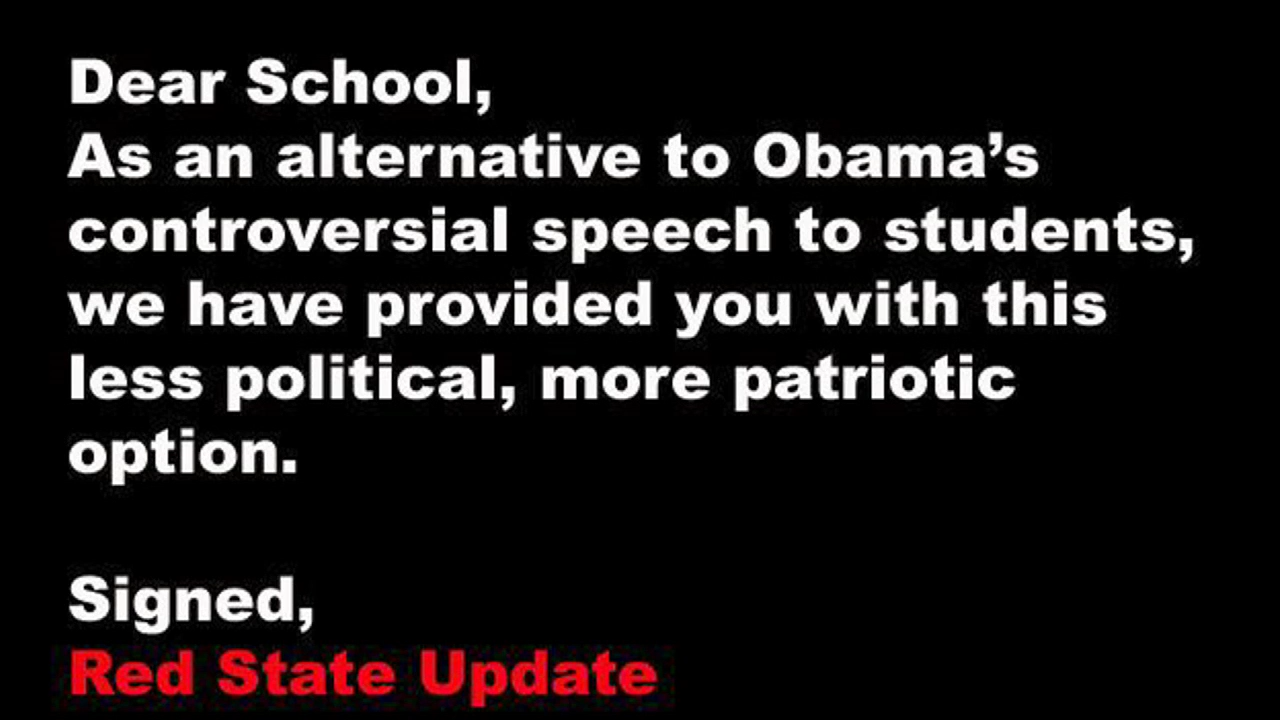 Dear School,
As an alternative to Obama’s
controversial speech to students,
we have provided you with this
less political, more patriotic
option.
Signed,
Red State Update